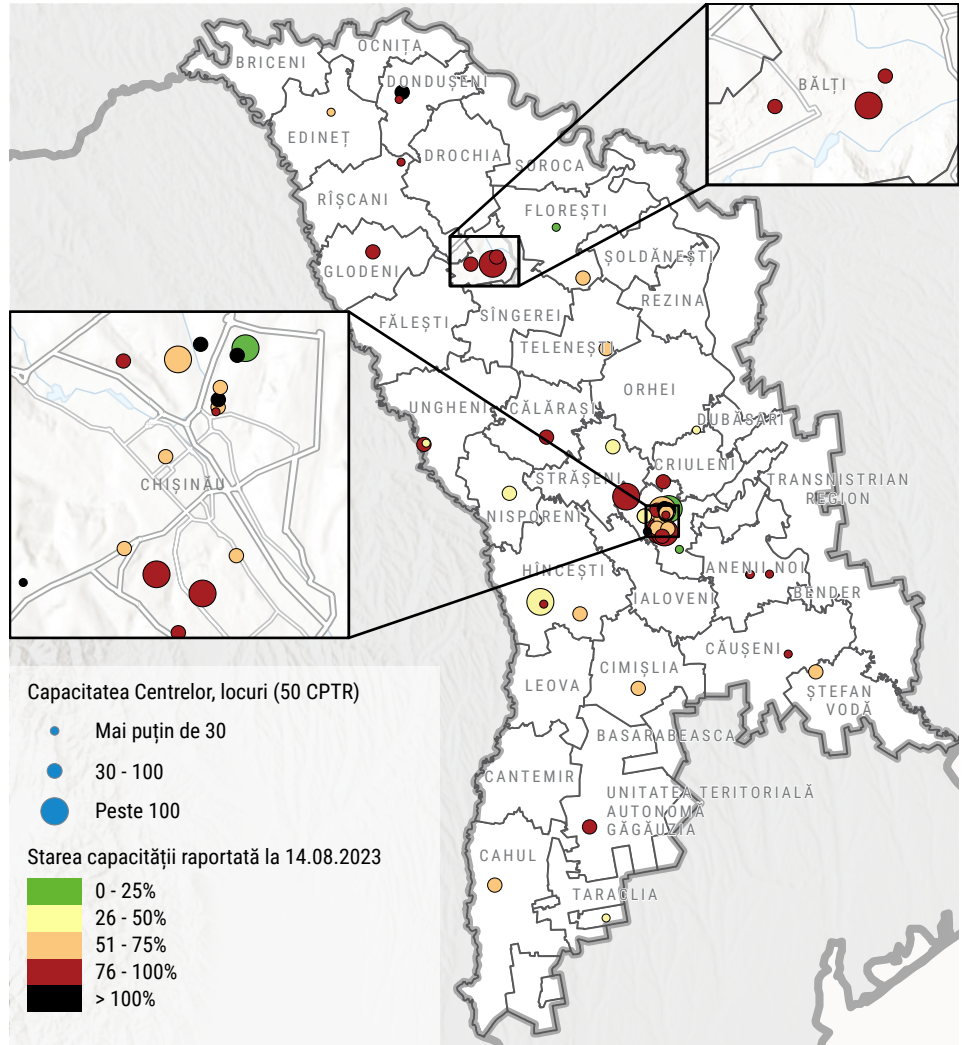 OCNIȚA
BRICENI
DONDUȘENI
BĂLȚI
EDINEȚ
DROCHIA
SOROCA
RÎȘCANI
FLOREȘTI
ȘOLDĂNEȘTI
GLODENI
REZINA
SÎNGEREI
FĂLEȘTI
TELENEȘTI
ORHEI
UNGHENI
CĂLĂRAȘI
DUBĂSARI
CRIULENI
STRĂȘENI
TRANSNISTRIAN
REGION
CHIȘINĂU
NISPORENI
ANENII NOI
HÎNCEȘTI
BENDER
IALOVENI
CĂUȘENI
CIMIȘLIA
LEOVA
ȘTEFAN
VODĂ
BASARABEASCA
CANTEMIR
UNITATEA TERITORIALĂ
AUTONOMĂ
GĂGĂUZIA
CAHUL
TARACLIA
Capacitatea Centrelor, locuri (50 CPTR)
Mai puțin de 30
30 - 100
Peste 100
Starea capacității raportată la 14.08.2023
0 - 25%
26 - 50%
51 - 75%
76 - 100%
> 100%